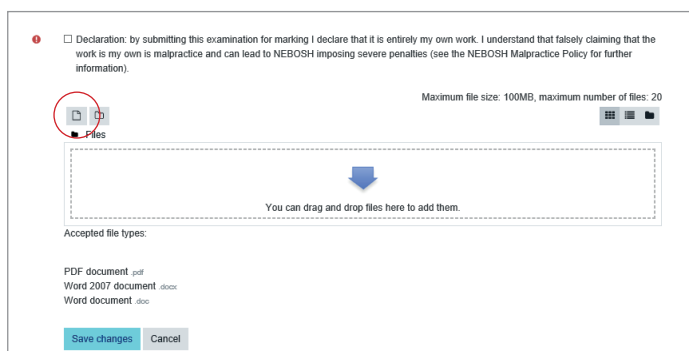 Declaration: by submitting this examination for marking I declare that it is entirely my own work. I understand that falsely claiming that the
work is my own is malpractice and can lead to NEBOSH imposing severe penalties (see the NEBOSH Malpractice Policy for further
information).
Maximum file size: 100MB, maximum number of files: 20
Files
You can drag and drop files here to add them.
Accepted file types:
PDF document .pdf
Word 2007 document .docx
Word document .doc
Save changes Cancel